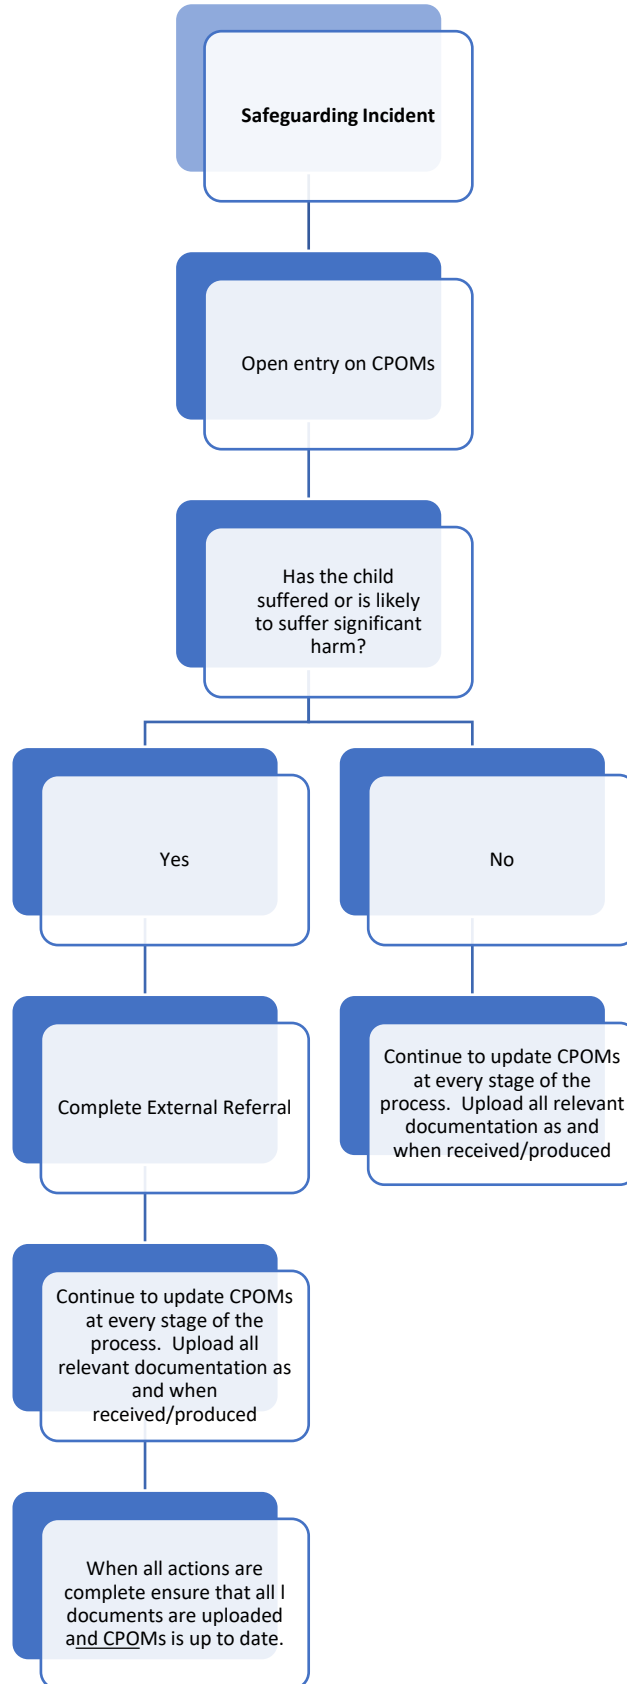 Safeguarding Incident
Open entry on CPOMs
Has the child
suffered or is likely
to suffer significant
harm?
Yes
No
Complete External Referral
Continue to update CPOMs
at every stage of the
process. Upload all relevant
documentation as and
when received/produced
Continue to update CPOMs
at every stage of the
process. Upload all
relevant documentation as
and when
received/produced
When all actions are
complete ensure that all l
documents are uploaded
and CPOMs is up to date.